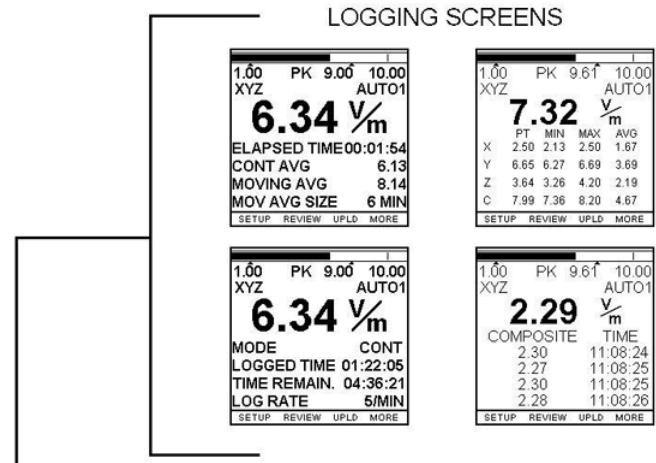 LOGGING SCREENS
1.00 PK 9.00 10.00
XYZ AUTO1
6.34 V/m
ELAPSED TIME00:01:54
CONT AVG 6.13
MOVING AVG 8.14
MOV AVG SIZE 6 MIN
SETUP REVIEW UPLD MORE
1.00 PK 9.61 10.00
XYZ AUTO1
7.32 V/m
PT MIN MAX AVG
X 2.50 2.13 2.50 1.67
Y 6.65 6.27 6.69 3.69
Z 3.64 3.26 4.20 2.19
C 7.99 7.36 8.20 4.67
SETUP REVIEW UPLD MORE
1.00 PK 9.00 10.00
XYZ AUTO1
6.34 V/m
MODE CONT
LOGGED TIME 01:22:05
TIME REMAIN. 04:36:21
LOG RATE 5/MIN
SETUP REVIEW UPLD MORE
1.00 PK 9.61 10.00
XYZ AUTO1
2.29 V/m
COMPOSITE TIME
2.30 11:08:24
2.27 11:08:25
2.30 11:08:25
2.28 11:08:26
SETUP REVIEW UPLD MORE